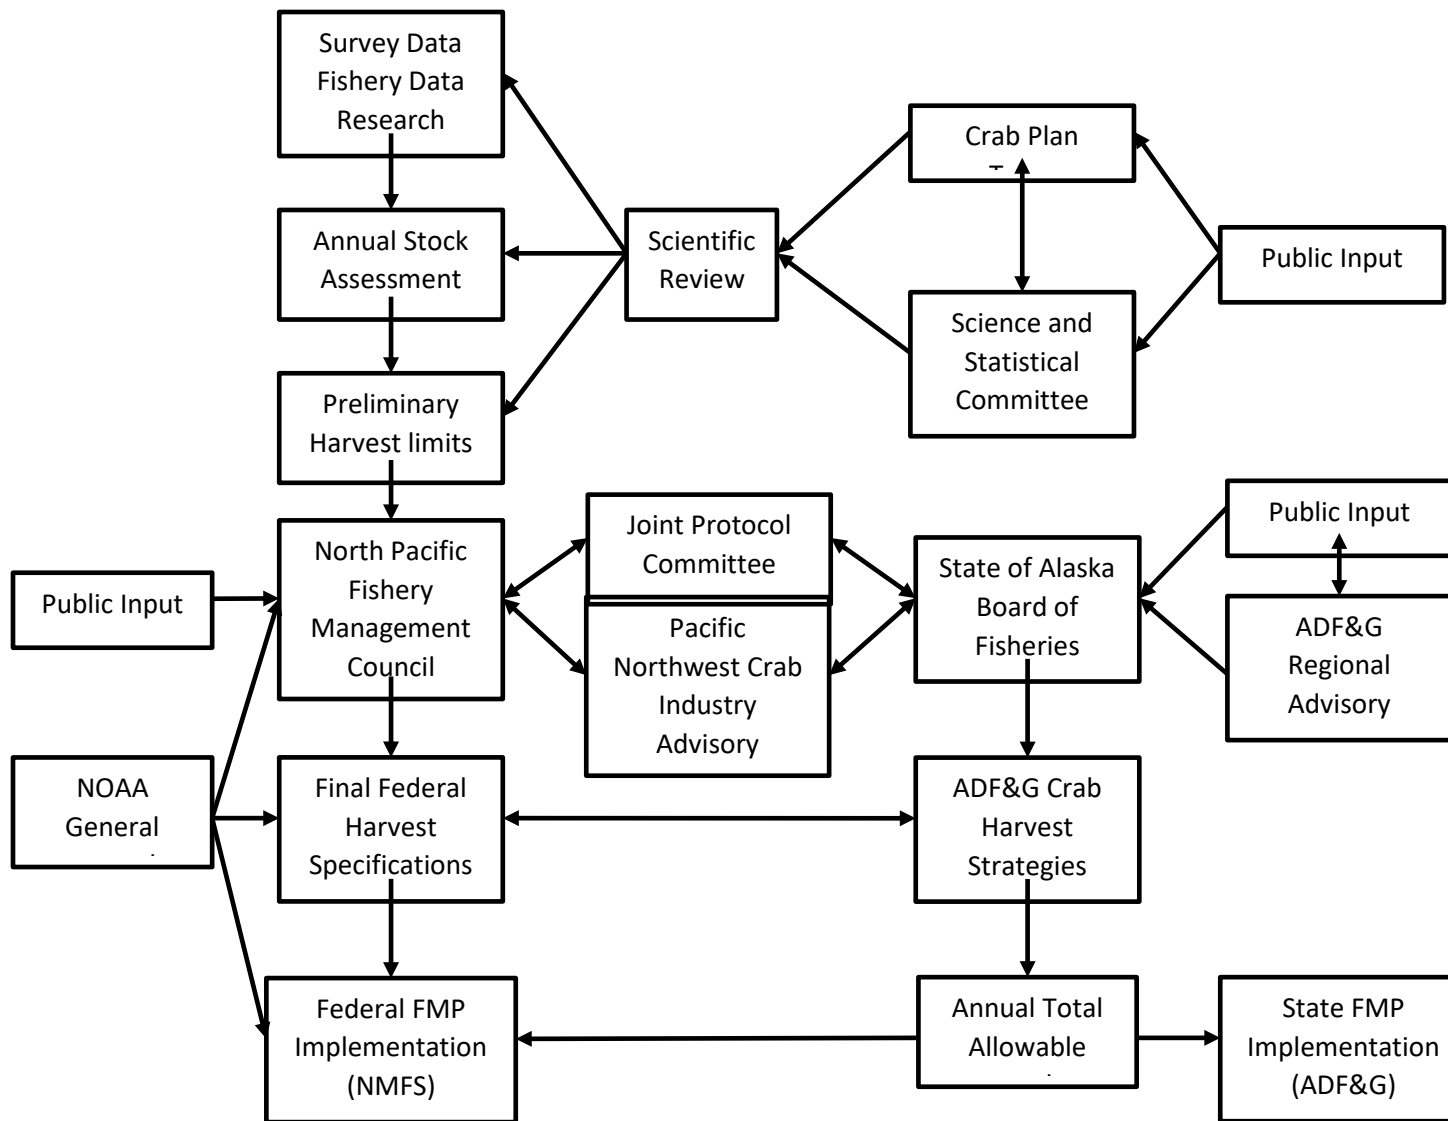 Survey Data
Fishery Data
Research
Crab Plan
Annual Stock
Assessment
Scientific
Review
Public Input
Science and
Statistical
Committee
Preliminary
Harvest limits
Public Input
Joint Protocol
Committee
North Pacific
Fishery
Management
Council
State of Alaska
Board of
Fisheries
Public Input
Pacific
Northwest Crab
Industry
Advisory
ADF&G
Regional
Advisory
NOAA
General
Final Federal
Harvest
Specifications
ADF&G Crab
Harvest
Strategies
Federal FMP
Implementation
(NMFS)
Annual Total
Allowable
State FMP
Implementation
(ADF&G)